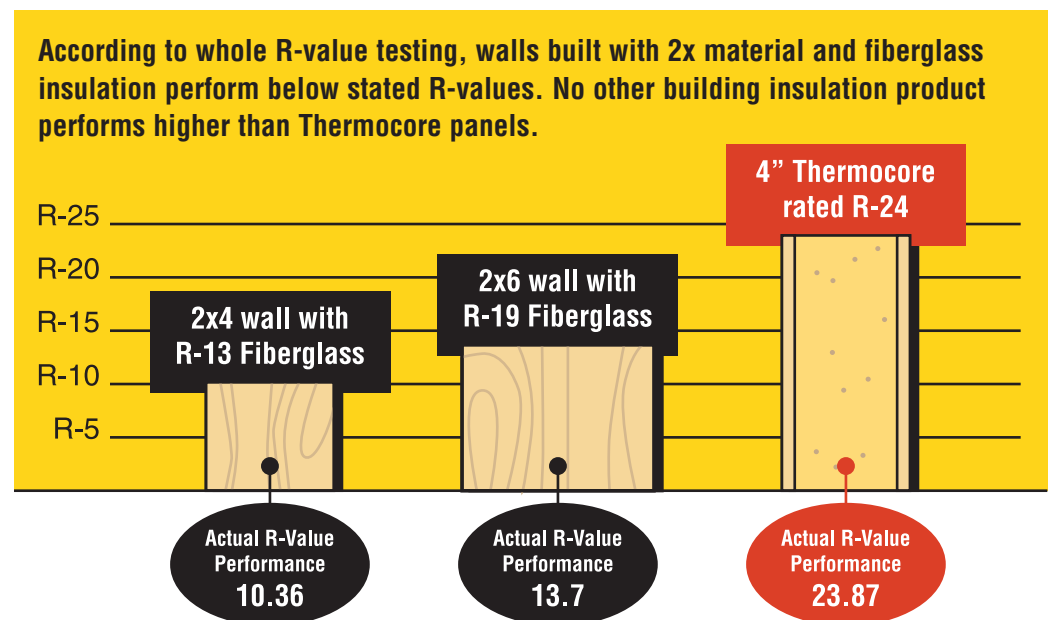 According to whole R-value testing, walls built with 2x material and fiberglass
insulation perform below stated R-values. No other building insulation product
performs higher than Thermocore panels.
4” Thermocore
rated R-24
R-25
R-20
2x6 wall with
R-19 Fiberglass
R-15
2x4 wall with
R-13 Fiberglass
R-10
R-5
Actual R-Value
Performance
10.36
Actual R-Value
Performance
13.7
Actual R-Value
Performance
23.87